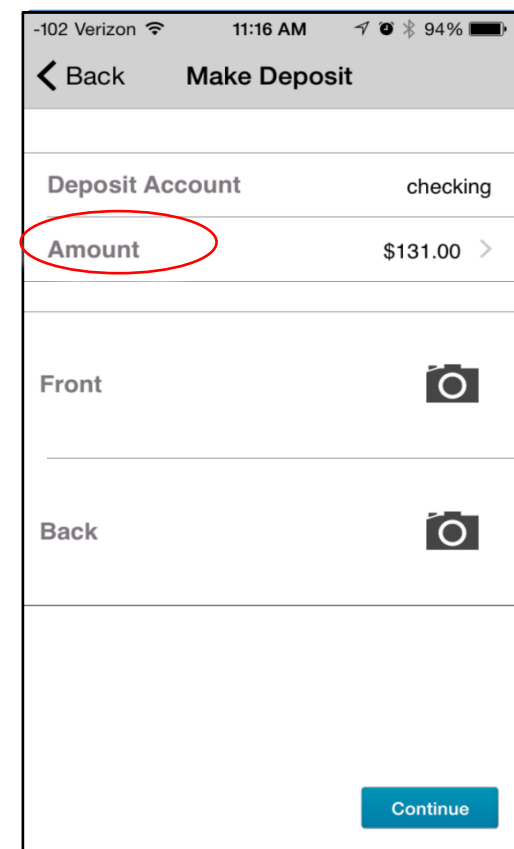 -102 Verizon 11:16 AM 94%
Back Make Deposit
Deposit Account checking
Amount $131.00
Front
Back
Continue